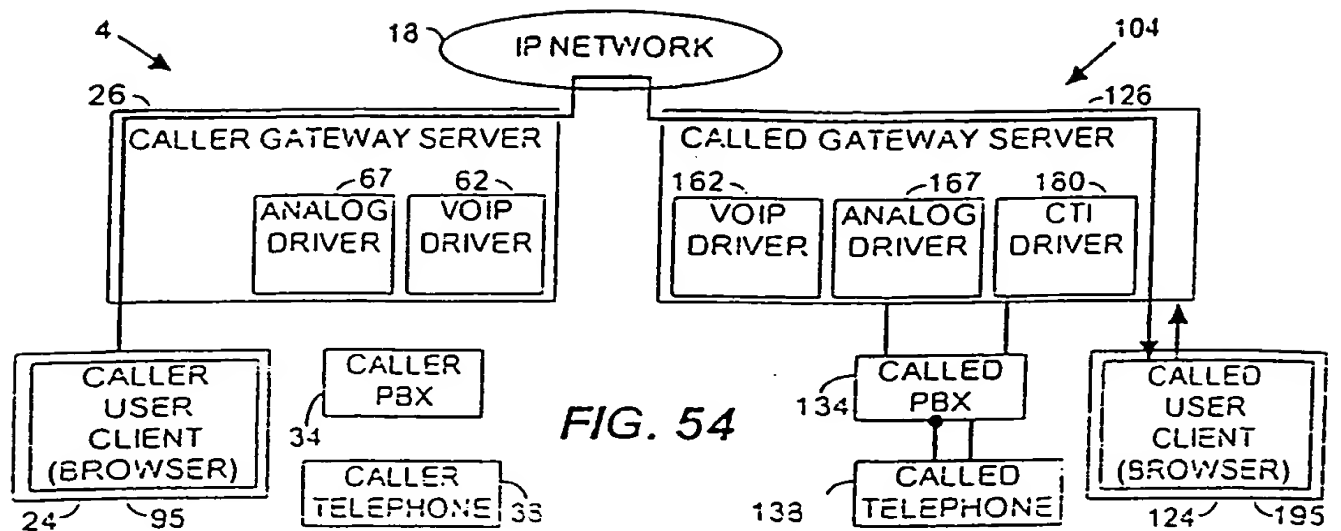 4
18
IP NETWORK
104
26
126
CALLER GATEWAY SERVER
CALLED GATEWAY SERVER
67
62
162
167
180
ANALOG
DRIVER
VOIP
DRIVER
VOIP
DRIVER
ANALOG
DRIVER
CTI
DRIVER
CALLER
USER
CLIENT
(BROWSER)
CALLER
PBX
34
FIG. 54
134
CALLED
PBX
CALLED
USER
CLIENT
(BROWSER)
CALLER
TELEPHONE
38
138
CALLED
TELEPHONE
24
95
124
195